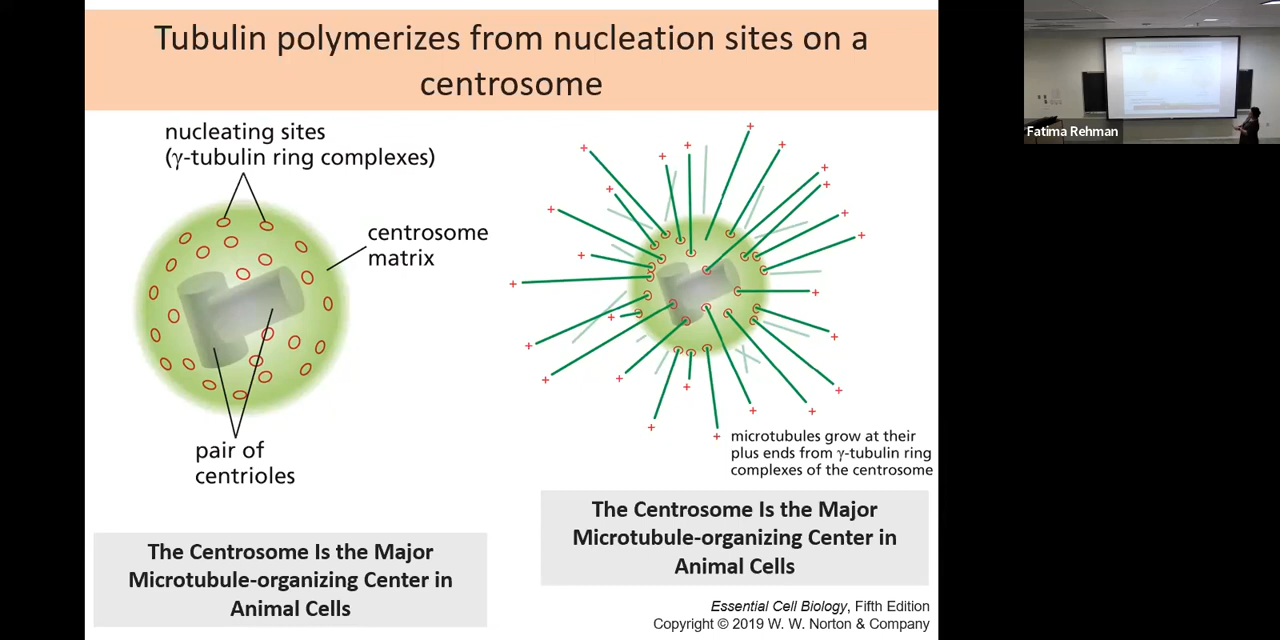 Tubulin polymerizes from nucleation sites on a
centrosome
nucleating sites
(γ-tubulin ring complexes)
centrosome
matrix
pair of
centrioles
+ + + + + + + + + + + + + + + + + + + + + + + +
microtubules grow at their
plus ends from γ-tubulin ring
complexes of the centrosome
The Centrosome Is the Major
Microtubule-organizing Center in
Animal Cells
The Centrosome Is the Major
Microtubule-organizing Center in
Animal Cells
Essential Cell Biology, Fifth Edition
Copyright © 2019 W. W. Norton & Company
Fatima Rehman